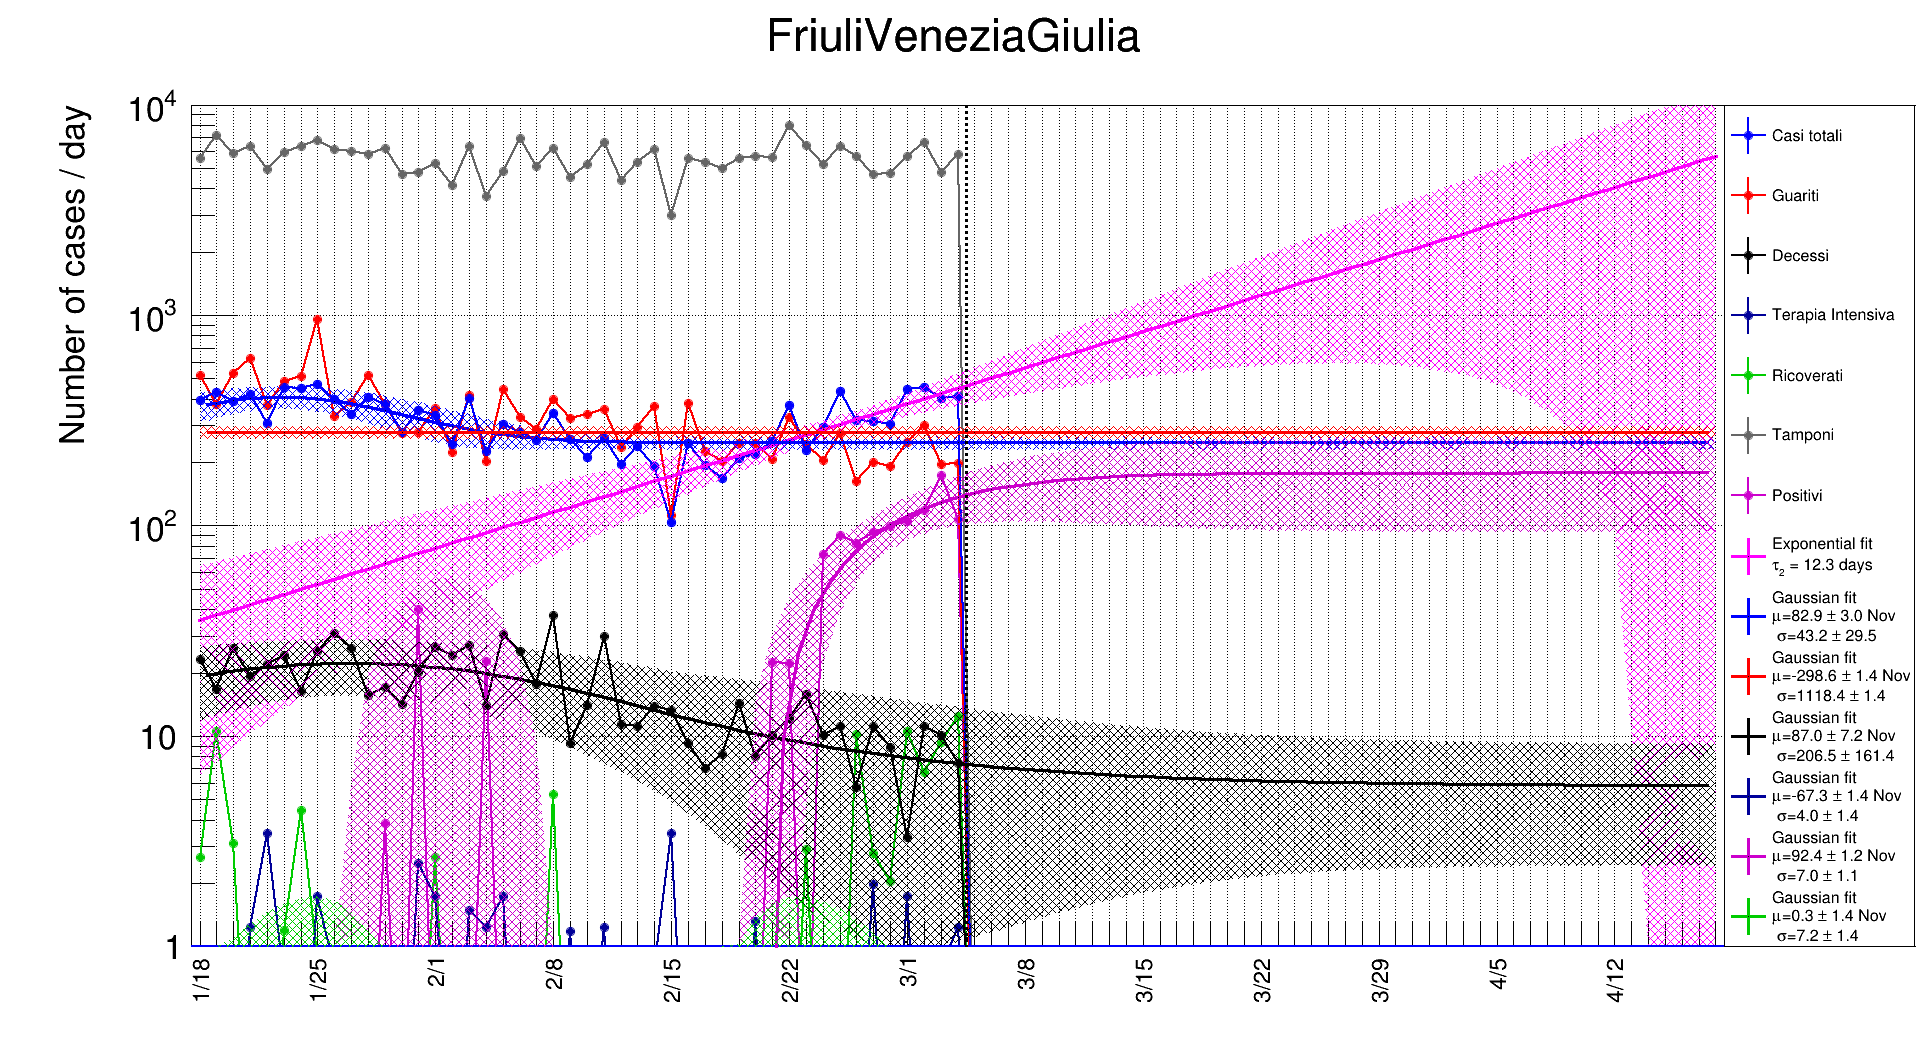 FriuliVeneziaGiulia
Number of cases / day
10^4
10^3
10^2
10
1
1/18
1/25
2/1
2/8
2/15
2/22
3/1
3/8
3/15
3/22
3/29
4/5
4/12
Casi totali
Guariti
Decessi
Terapia Intensiva
Ricoverati
Tamponi
Positivi
Exponential fit
τ₂ = 12.3 days
Gaussian fit
μ=82.9 ± 3.0 Nov
σ=43.2 ± 29.5
Gaussian fit
μ=-298.6 ± 1.4 Nov
σ=1118.4 ± 1.4
Gaussian fit
μ=87.0 ± 7.2 Nov
σ=206.5 ± 161.4
Gaussian fit
μ=-67.3 ± 1.4 Nov
σ=4.0 ± 1.4
Gaussian fit
μ=92.4 ± 1.2 Nov
σ=7.0 ± 1.1
Gaussian fit
μ=0.3 ± 1.4 Nov
σ=7.2 ± 1.4